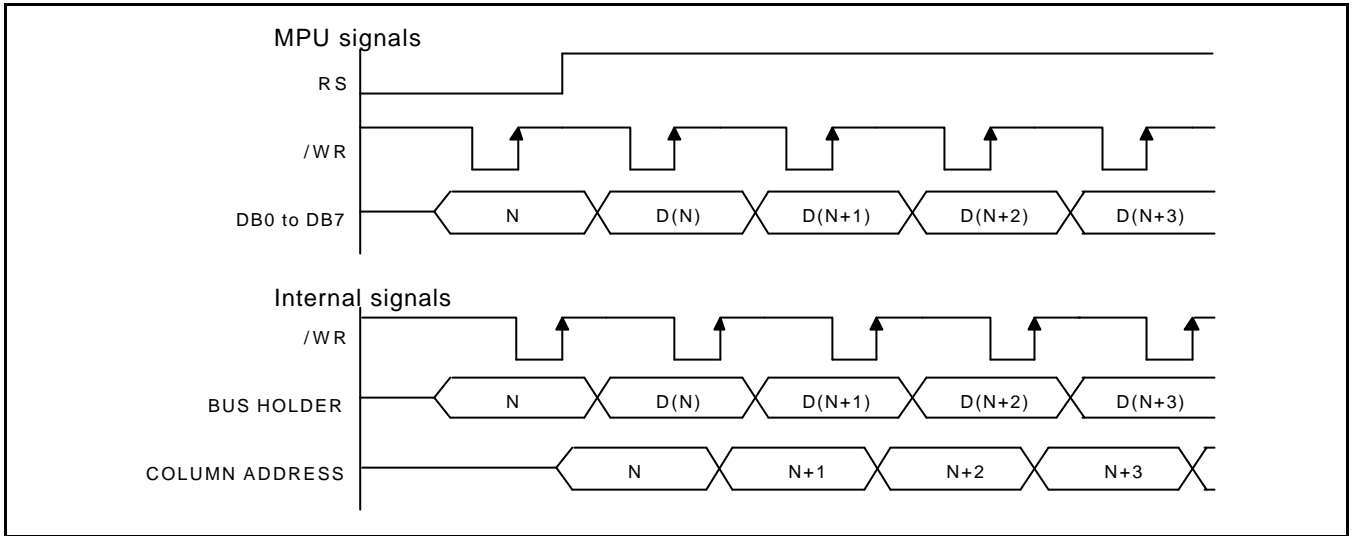 MPU signals
RS
/WR
DB0 to DB7 N D(N) D(N+1) D(N+2) D(N+3)
Internal signals
/WR
BUS HOLDER N D(N) D(N+1) D(N+2) D(N+3)
COLUMN ADDRESS N N+1 N+2 N+3